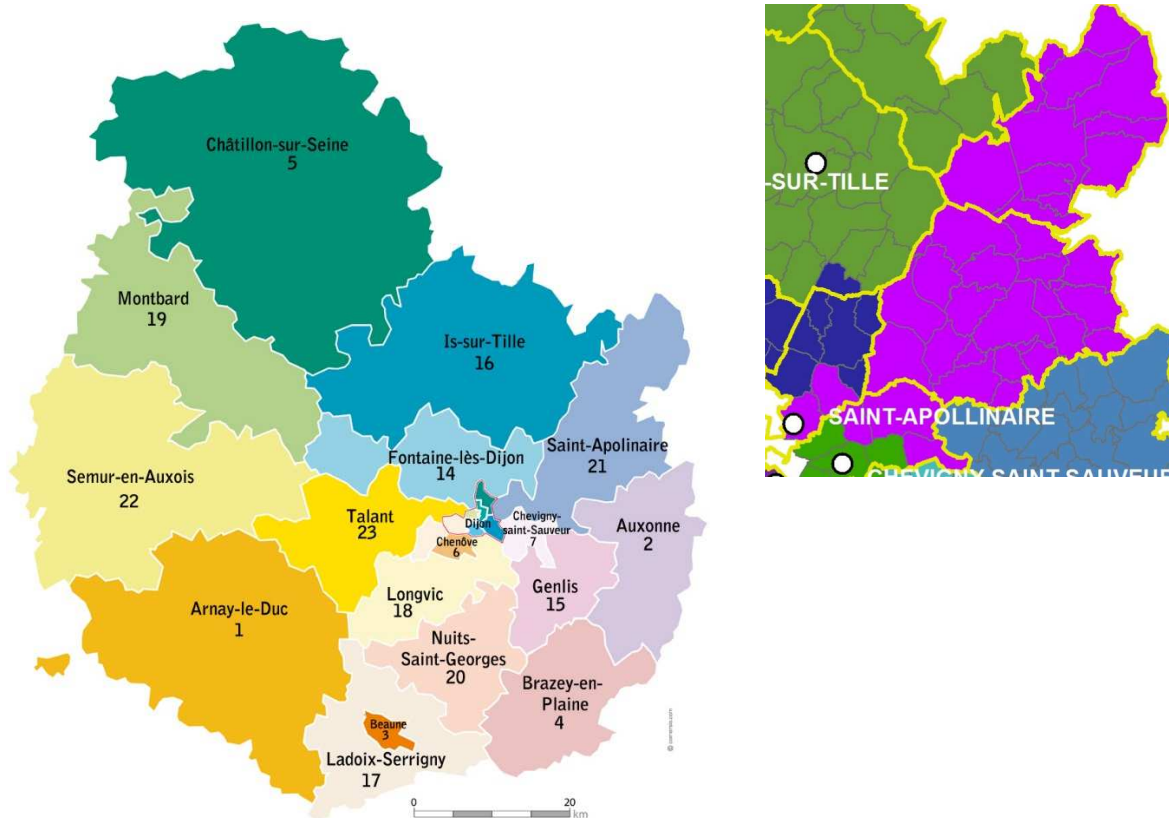 Châtillon-sur-Seine
5
Montbard
19
Is-sur-Tille
16
Saint-Apolinaire
21
Fontaine-lès-Dijon
14
Semur-en-Auxois
22
Talant
23
Dijon
Chevigny-
saint-Sauveur
7
Chenôve
6
Auxonne
2
Genlis
15
Longvic
18
Arnay-le-Duc
1
Nuits-
Saint-Georges
20
Brazey-en-
Plaine
4
Beaune
3
Ladoix-Serrigny
17
0 20
km
-SUR-TILLE
SAINT-APOLLINAIRE
CHEVIGNY-SAINT-SAUVEUR